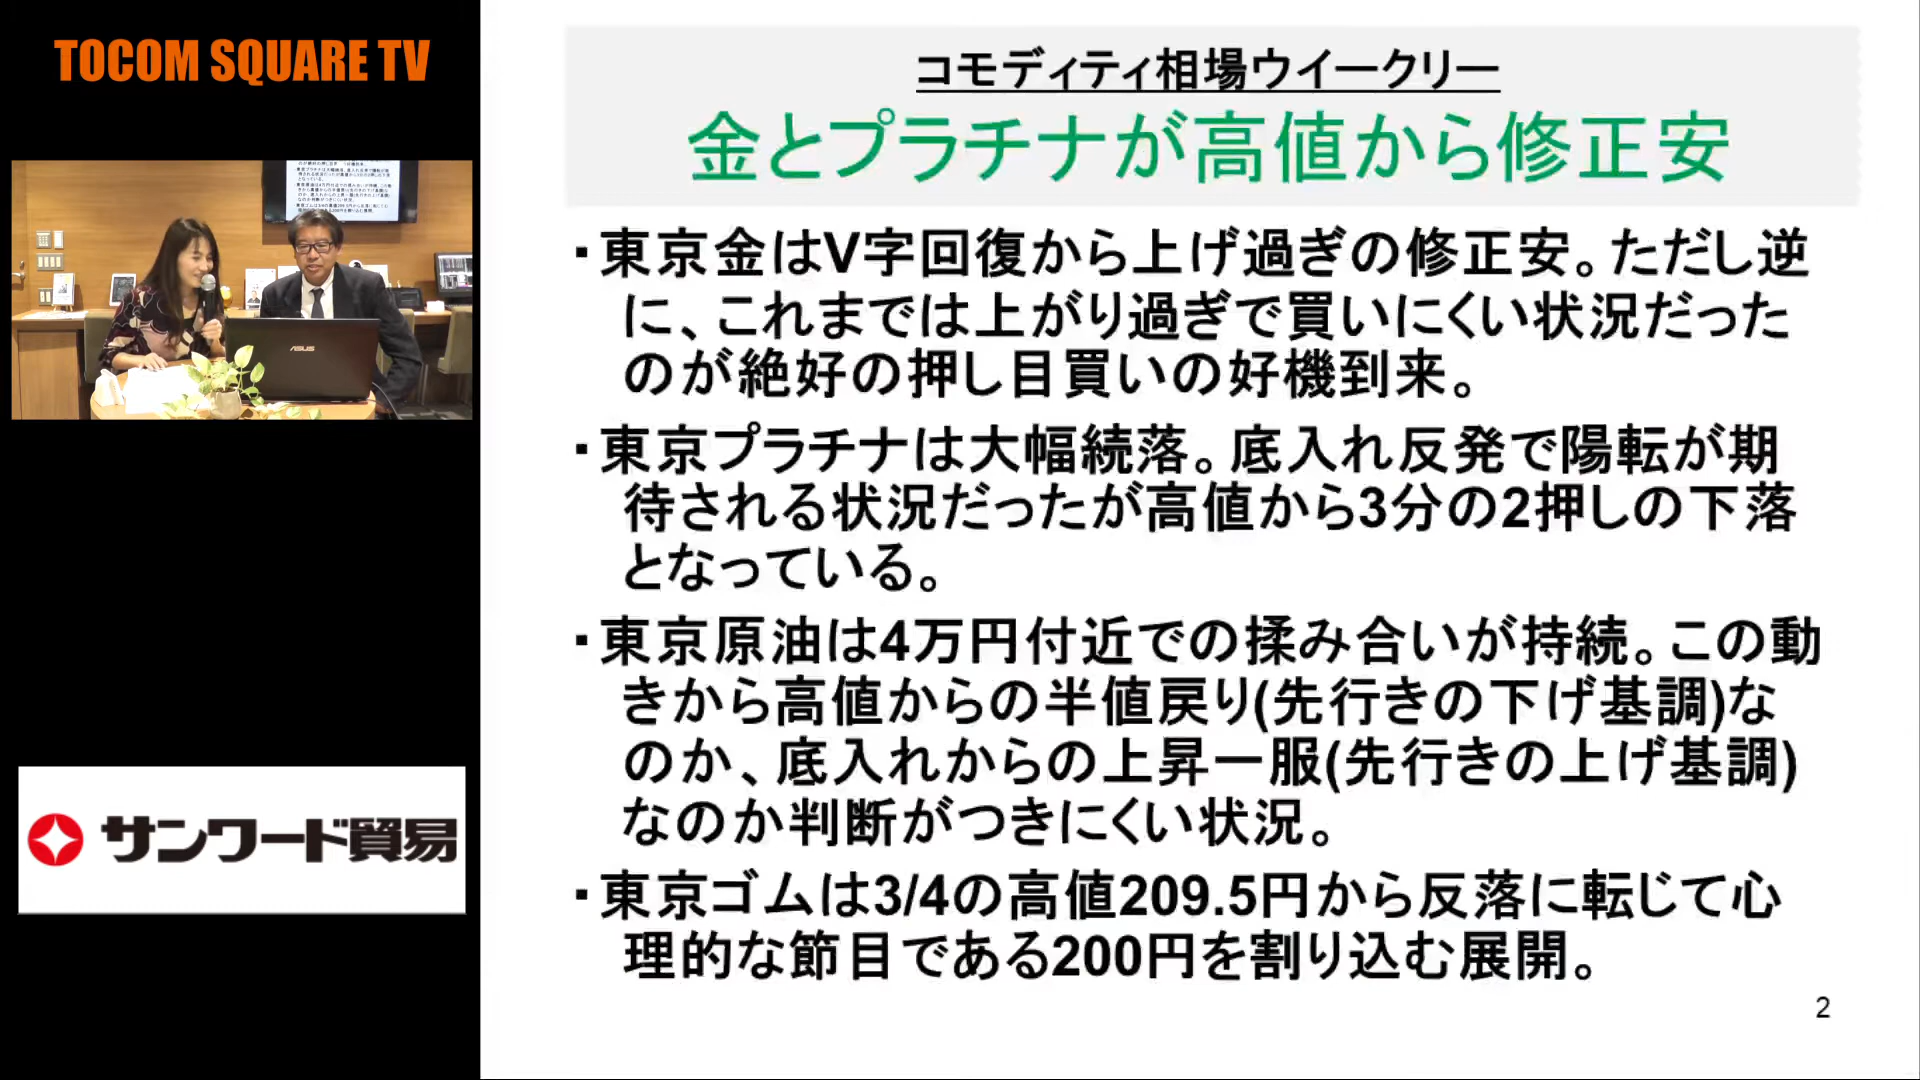 TOCOM SQUARE TV
コモディティ相場ウイークリー
金とプラチナが高値から修正安
・東京金はV字回復から上げ過ぎの修正安。ただし逆
に、これまでは上がり過ぎで買いにくい状況だった
のが絶好の押し目買いの好機到来。
・東京プラチナは大幅続落。底入れ反発で陽転が期
待される状況だったが高値から3分の2押しの下落
となっている。
・東京原油は4万円付近での揉み合いが持続。この動
きから高値からの半値戻り(先行きの下げ基調)な
のか、底入れからの上昇一服(先行きの上げ基調)
なのか判断がつきにくい状況。
・東京ゴムは3/4の高値209.5円から反落に転じて心
理的な節目である200円を割り込む展開。
2
ASUS
サンワード貿易